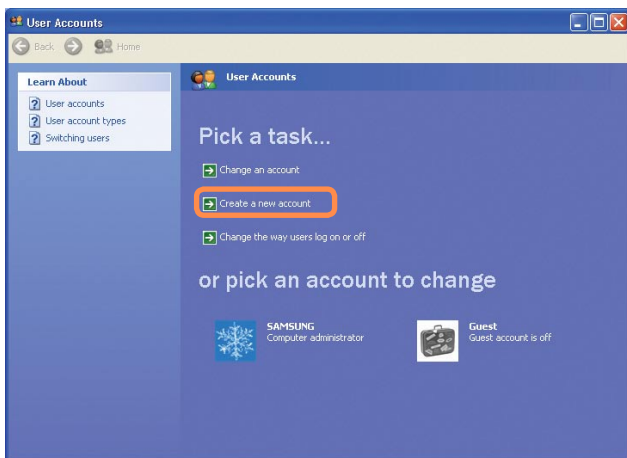 User Accounts
Back Home
Learn About
User accounts
User account types
Switching users
User Accounts
Pick a task...
Change an account
Create a new account
Change the way users log on or off
or pick an account to change
SAMSUNG
Computer administrator
Guest
Guest account is off